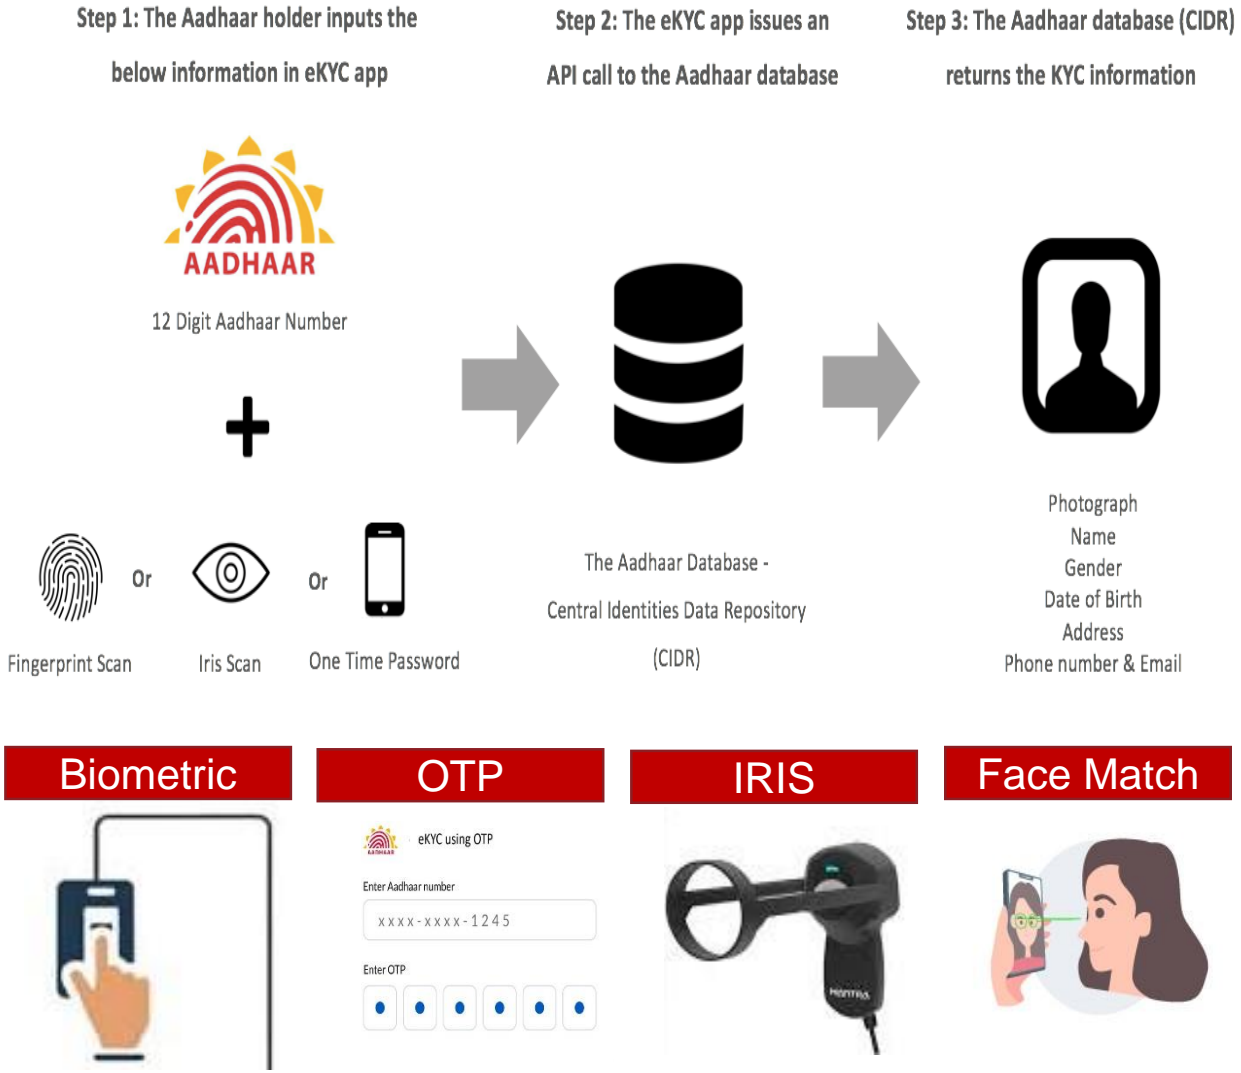 Step 1: The Aadhaar holder inputs the
below information in eKYC app
Step 2: The eKYC app issues an
API call to the Aadhaar database
Step 3: The Aadhaar database (CIDR)
returns the KYC information
AADHAAR
12 Digit Aadhaar Number
+
Or
Or
Fingerprint Scan
Iris Scan
One Time Password
The Aadhaar Database -
Central Identities Data Repository
(CIDR)
Photograph
Name
Gender
Date of Birth
Address
Phone number & Email
Biometric
OTP
IRIS
Face Match
AADHAAR
eKYC using OTP
Enter Aadhaar number
xxxx-xxxx-1245
Enter OTP
MANTRA